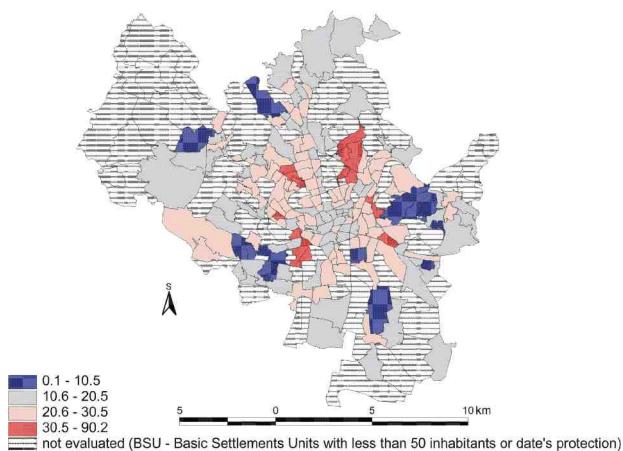 S
0.1 - 10.5
10.6 - 20.5
20.6 - 30.5
30.5 - 90.2
5 0 5 10 km
not evaluated (BSU - Basic Settlements Units with less than 50 inhabitants or date's protection)